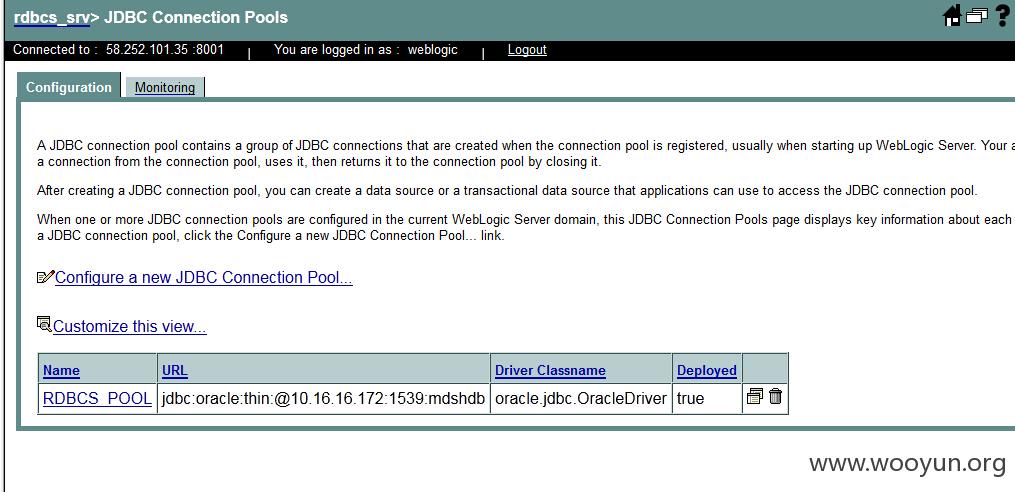 rdbcs_srv> JDBC Connection Pools
Connected to : 58.252.101.35 :8001 | You are logged in as : weblogic | Logout
Configuration Monitoring
A JDBC connection pool contains a group of JDBC connections that are created when the connection pool is registered, usually when starting up WebLogic Server. Your a
a connection from the connection pool, uses it, then returns it to the connection pool by closing it.
After creating a JDBC connection pool, you can create a data source or a transactional data source that applications can use to access the JDBC connection pool.
When one or more JDBC connection pools are configured in the current WebLogic Server domain, this JDBC Connection Pools page displays key information about each
a JDBC connection pool, click the Configure a new JDBC Connection Pool... link.
Configure a new JDBC Connection Pool...
Customize this view...
Name URL Driver Classname Deployed
RDBCS_POOL jdbc:oracle:thin:@10.16.16.172:1539:mdshdb oracle.jdbc.OracleDriver true
www.wooyun.org